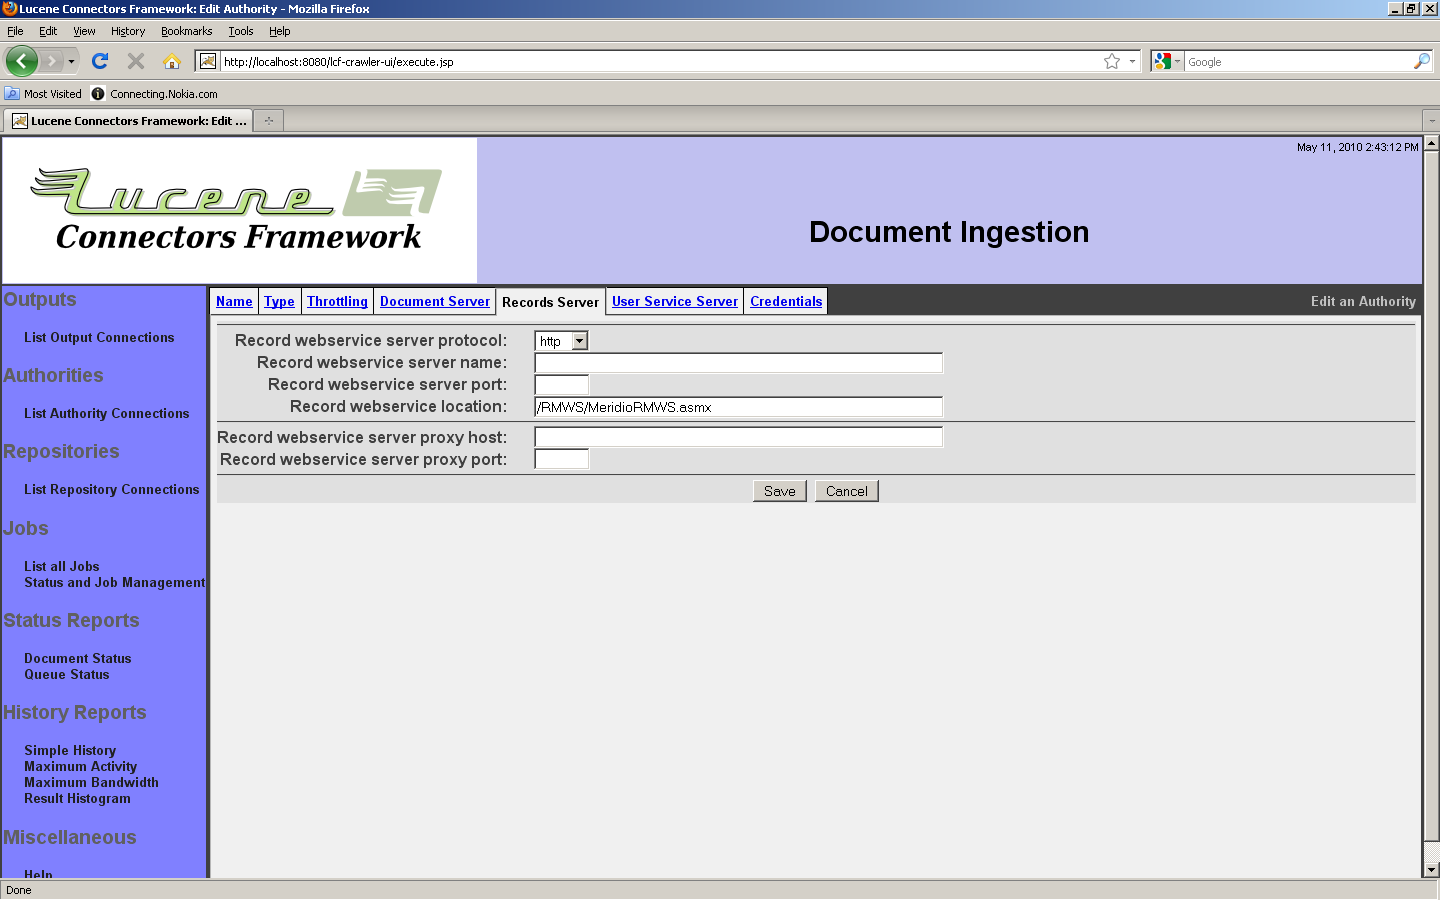 Lucene Connectors Framework: Edit Authority - Mozilla Firefox
File Edit View History Bookmarks Tools Help
http://localhost:8080/lcf-crawler-ui/execute.jsp
Google
Most Visited Connecting.Nokia.com
Lucene Connectors Framework: Edit ...
May 11, 2010 2:43:12 PM
Lucene
Connectors Framework
Document Ingestion
Outputs
List Output Connections
Authorities
List Authority Connections
Repositories
List Repository Connections
Jobs
List all Jobs
Status and Job Management
Status Reports
Document Status
Queue Status
History Reports
Simple History
Maximum Activity
Maximum Bandwidth
Result Histogram
Miscellaneous
Help
Name Type Throttling Document Server Records Server User Service Server Credentials Edit an Authority
Record webservice server protocol: http
Record webservice server name:
Record webservice server port:
Record webservice location: /RMWS/MeridioRMWS.asmx
Record webservice server proxy host:
Record webservice server proxy port:
Save Cancel
Done